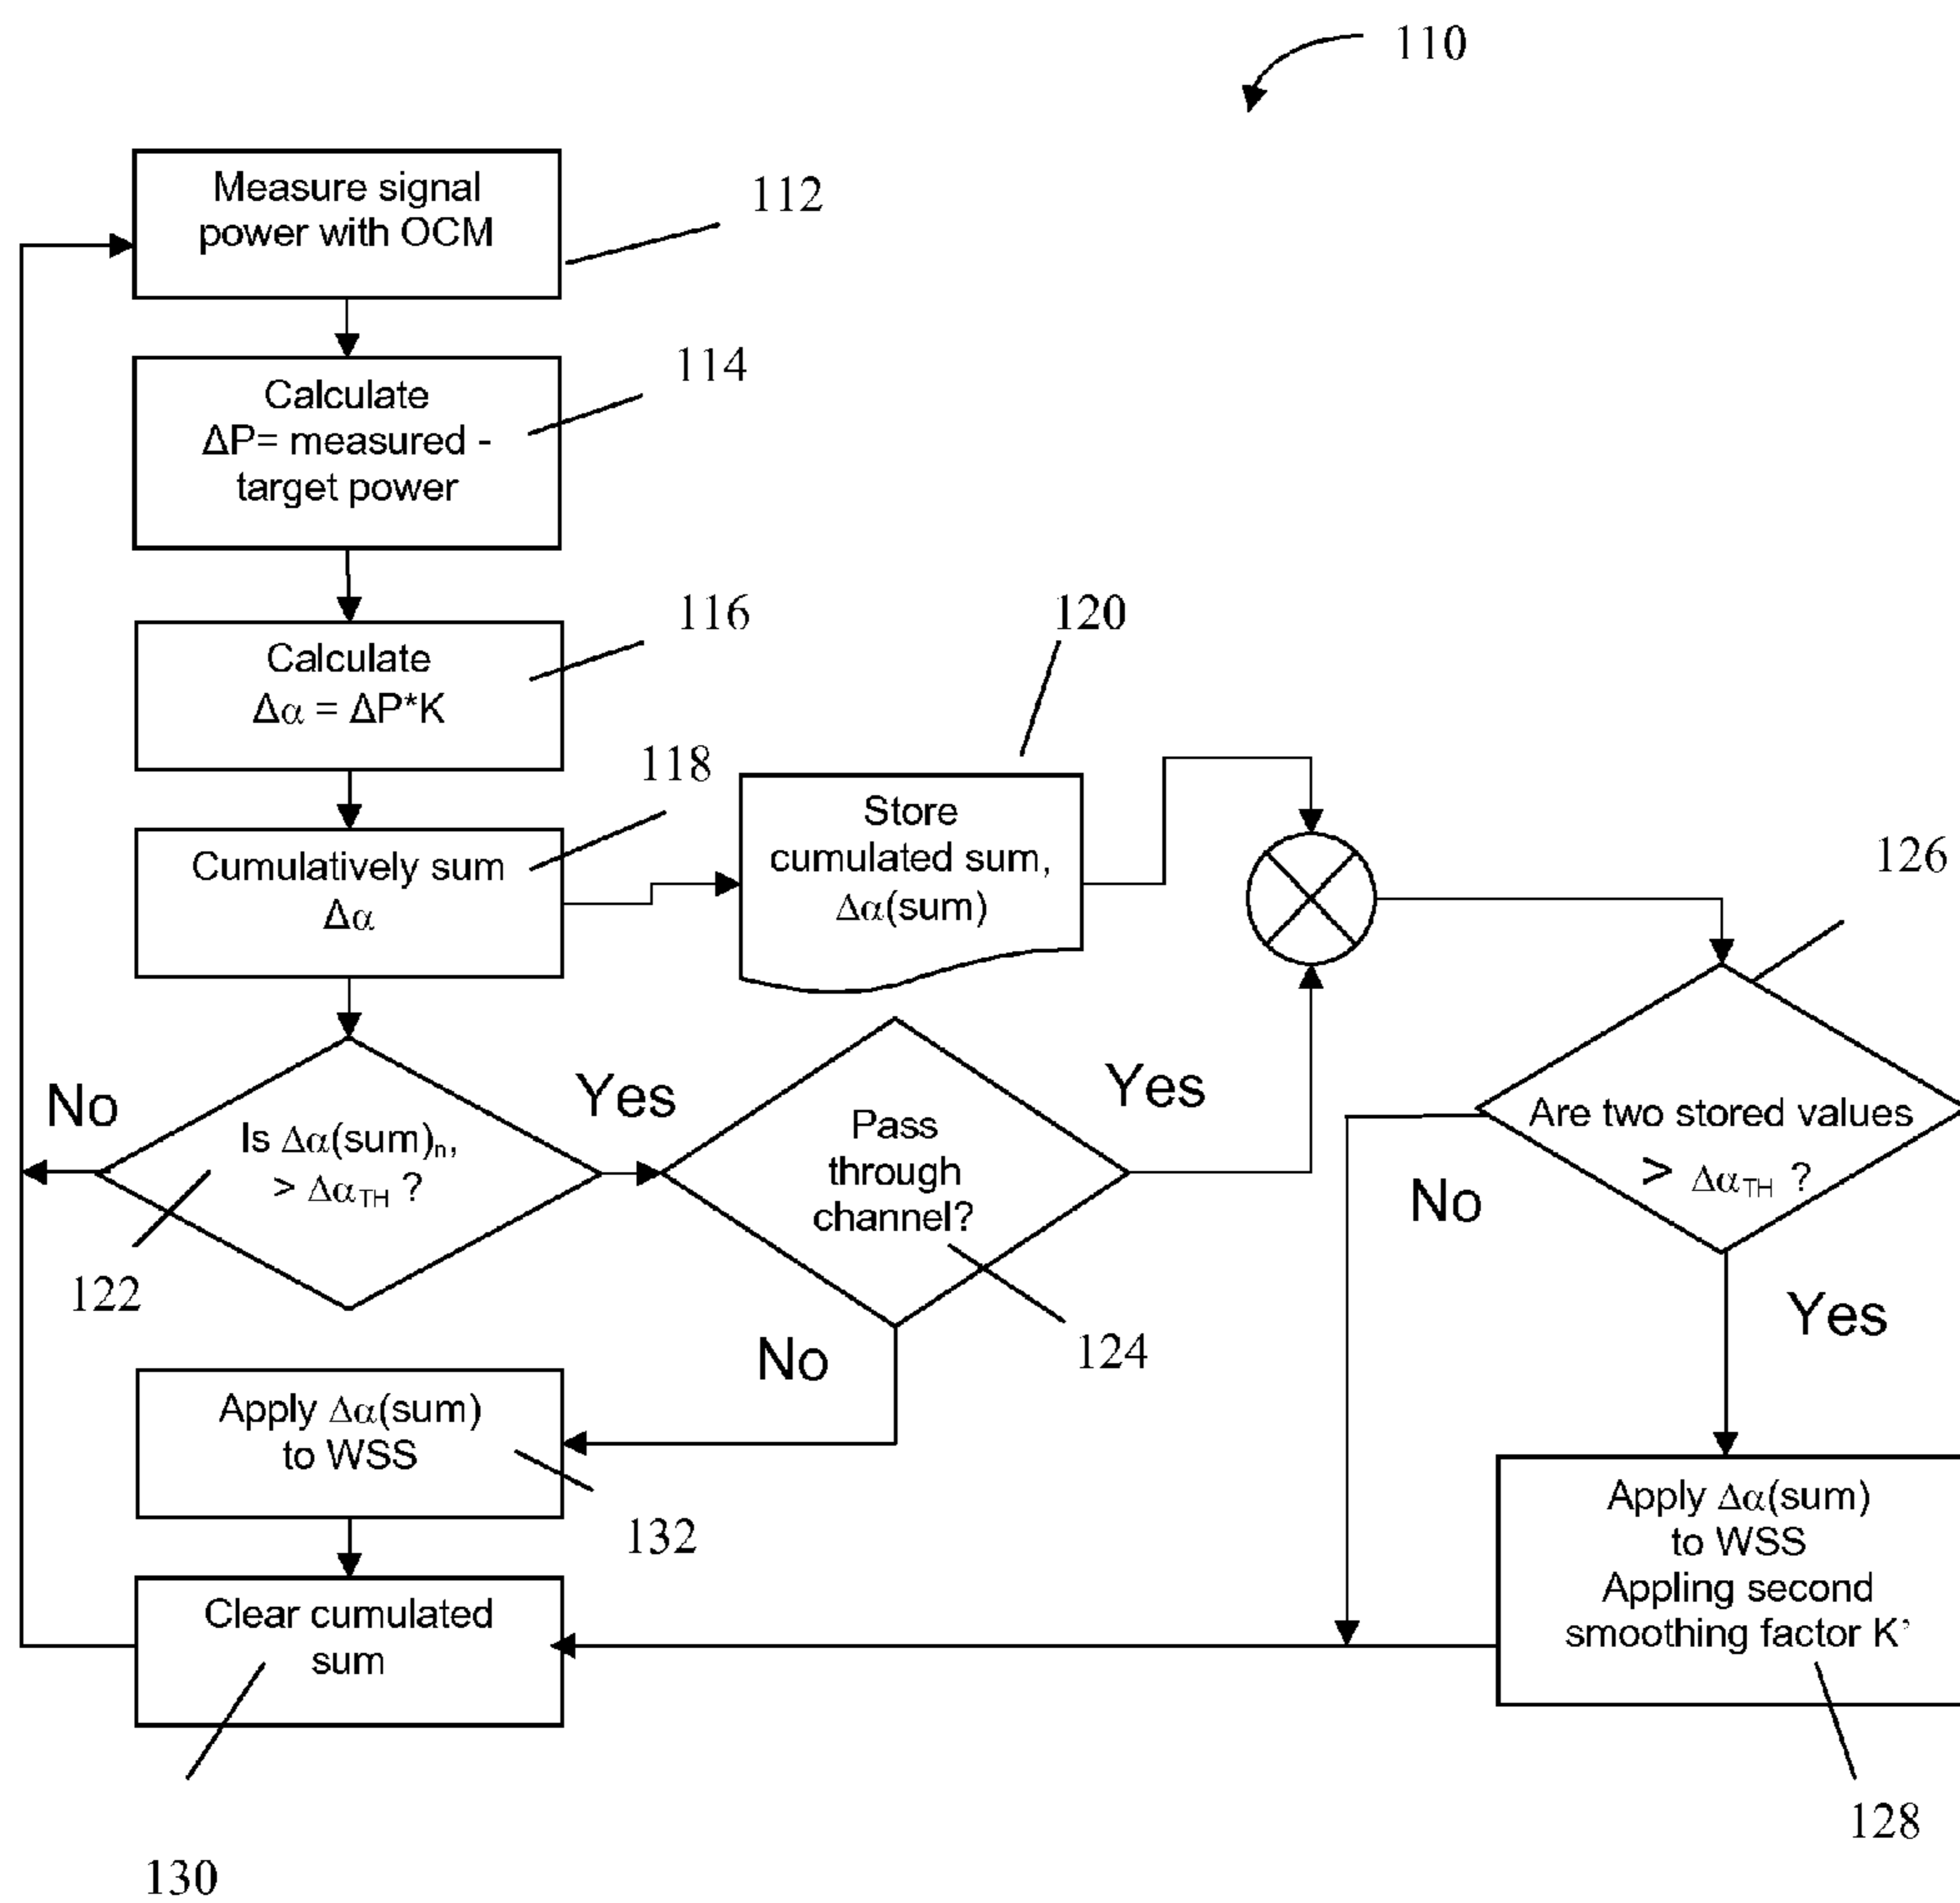 110
Measure signal
power with OCM
112
Calculate
ΔP= measured -
target power
114
Calculate
Δα = ΔP*K
116
Cumulatively sum
Δα
118
Store
cumulated sum,
Δα(sum)
120
Is Δα(sum)n,
> ΔαTH ?
122
No
Yes
Pass
through
channel?
124
Yes
No
Are two stored values
> ΔαTH ?
126
No
Yes
Apply Δα(sum)
to WSS
132
Apply Δα(sum)
to WSS
Appling second
smoothing factor K’
128
Clear cumulated
sum
130